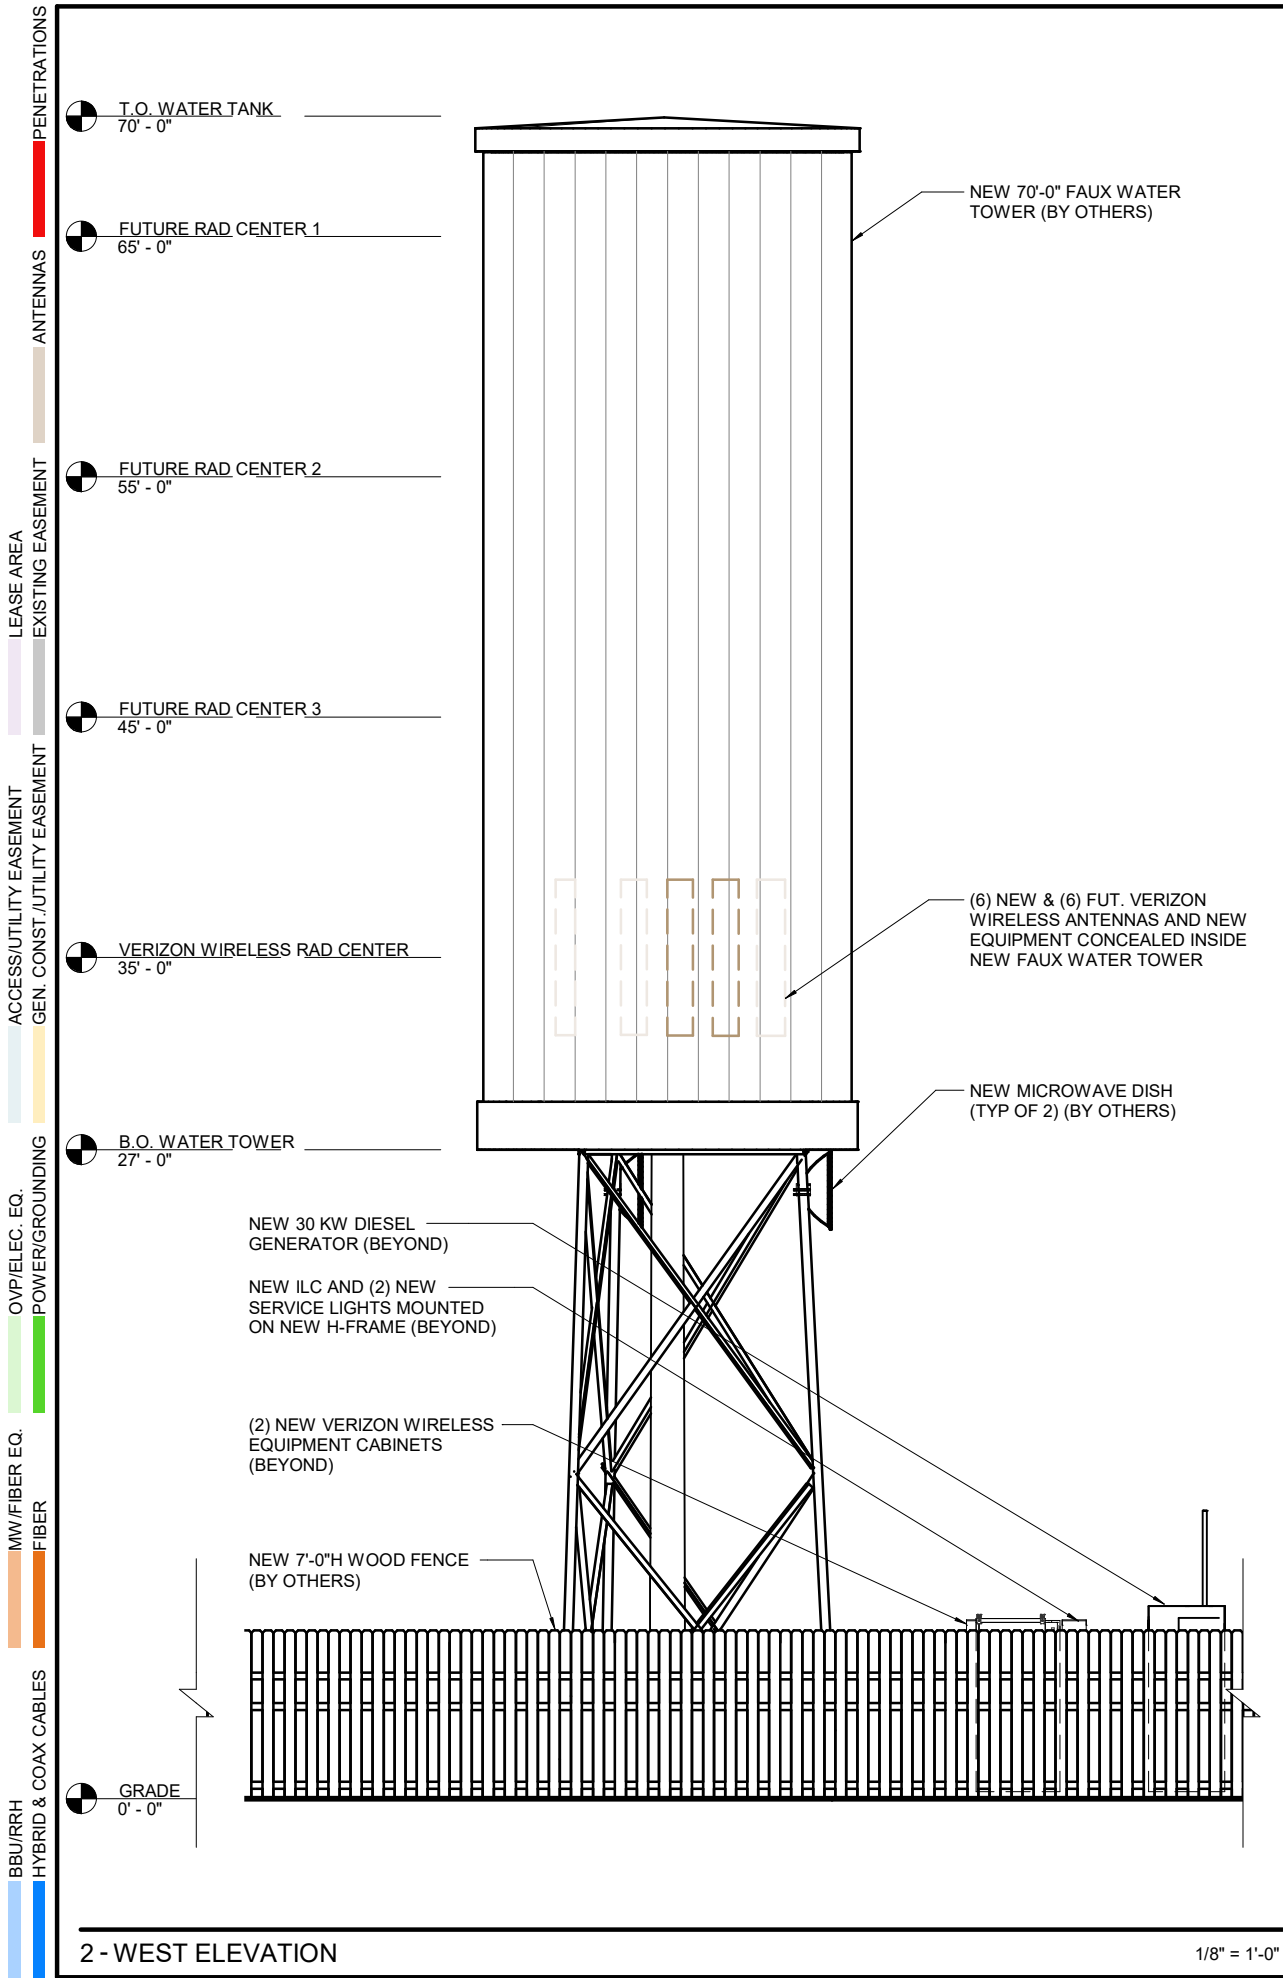 PENETRATIONS
ANTENNAS
LEASE AREA
EXISTING EASEMENT
ACCESS/UTILITY EASEMENT
GEN. CONST./UTILITY EASEMENT
OVP/ELEC. EQ.
POWER/GROUNDING
MW/FIBER EQ.
FIBER
BBU/RRH
HYBRID & COAX CABLES
T.O. WATER TANK
70' - 0"
FUTURE RAD CENTER 1
65' - 0"
FUTURE RAD CENTER 2
55' - 0"
FUTURE RAD CENTER 3
45' - 0"
VERIZON WIRELESS RAD CENTER
35' - 0"
B.O. WATER TOWER
27' - 0"
GRADE
0' - 0"
NEW 70'-0" FAUX WATER
TOWER (BY OTHERS)
(6) NEW & (6) FUT. VERIZON
WIRELESS ANTENNAS AND NEW
EQUIPMENT CONCEALED INSIDE
NEW FAUX WATER TOWER
NEW MICROWAVE DISH
(TYP OF 2) (BY OTHERS)
NEW 30 KW DIESEL
GENERATOR (BEYOND)
NEW ILC AND (2) NEW
SERVICE LIGHTS MOUNTED
ON NEW H-FRAME (BEYOND)
(2) NEW VERIZON WIRELESS
EQUIPMENT CABINETS
(BEYOND)
NEW 7'-0"H WOOD FENCE
(BY OTHERS)
2 - WEST ELEVATION
1/8" = 1'-0"